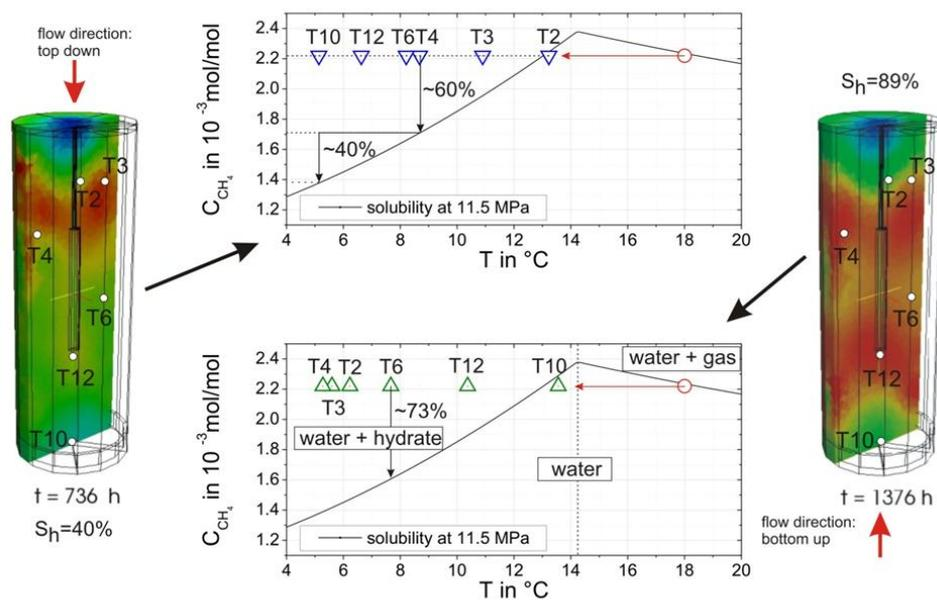 flow direction:
top down
T3
T2
T4
T6
T12
T10
t = 736 h
Sh=40%
2.4
2.2
2.0
1.8
1.6
1.4
1.2
C CH4 in 10 -3 mol/mol
T10 T12 T6 T4 T3 T2
~60%
~40%
solubility at 11.5 MPa
4 6 8 10 12 14 16 18 20
T in °C
2.4
2.2
2.0
1.8
1.6
1.4
1.2
C CH4 in 10 -3 mol/mol
water + gas
T4 T2 T6 T12 T10
T3
~73%
water + hydrate
water
solubility at 11.5 MPa
4 6 8 10 12 14 16 18 20
T in °C
Sh=89%
T3
T2
T4
T6
T12
T10
t = 1376 h
flow direction:
bottom up